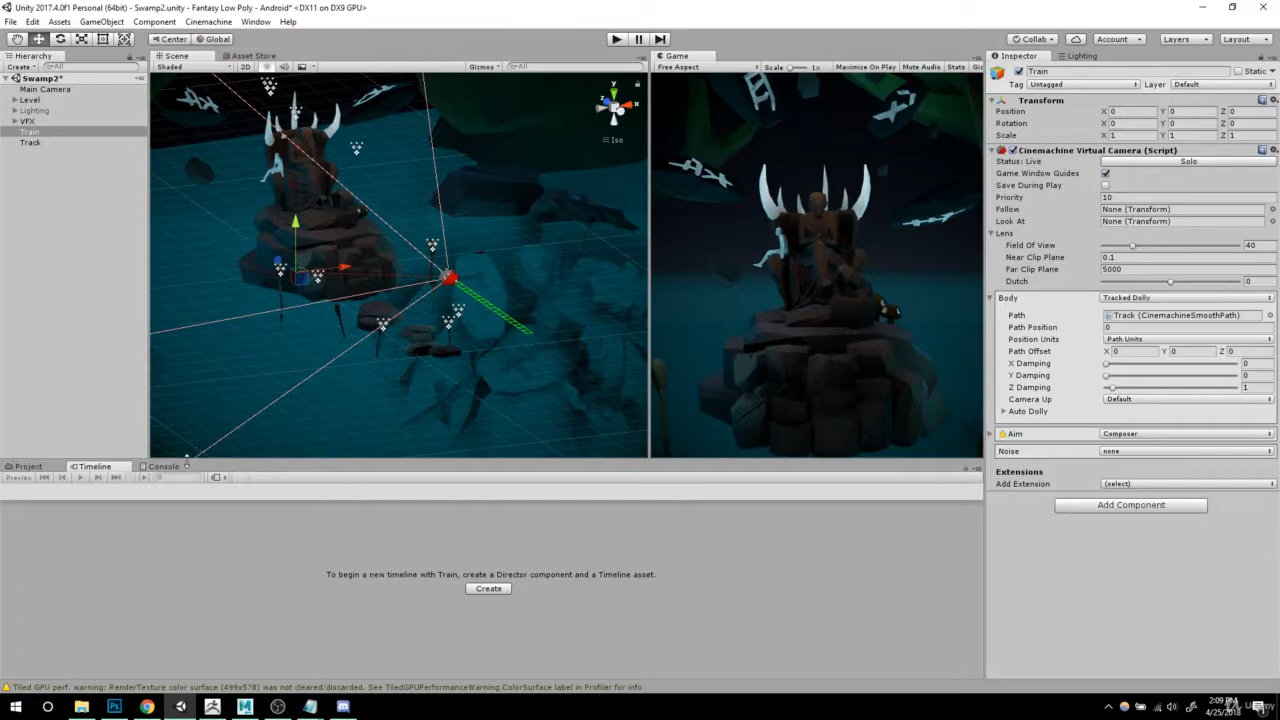 Unity 2017.4.0f1 Personal (64bit) - Swamp2.unity - Fantasy Low Poly - Android* <DX11 on DX9 GPU>
File Edit Assets GameObject Component Cinemachine Window Help
Center Global Collab Account Layers Layout
Hierarchy Scene Asset Store Game Inspector Lighting
Create All Shaded 2D Gizmos All Free Aspect Scale 1x Maximize On Play Mute Audio Stats Giz
Swamp2*
Main Camera
Level
Lighting
VFX
Train
Track
y
x
z
Iso
Train Static
Tag Untagged Layer Default
Transform
Position X 0 Y 0 Z 0
Rotation X 0 Y 0 Z 0
Scale X 1 Y 1 Z 1
Cinemachine Virtual Camera (Script)
Status: Live Solo
Game Window Guides
Save During Play
Priority 10
Follow None (Transform)
Look At None (Transform)
Lens
Field Of View 40
Near Clip Plane 0.1
Far Clip Plane 5000
Dutch 0
Body Tracked Dolly
Path Track (CinemachineSmoothPath)
Path Position 0
Position Units Path Units
Path Offset X 0 Y 0 Z 0
X Damping 0
Y Damping 0
Z Damping 1
Camera Up Default
Auto Dolly
Aim Composer
Noise none
Extensions
Add Extension (select)
Add Component
Project Timeline Console
Preview 0
To begin a new timeline with Train, create a Director component and a Timeline asset.
Create
Tiled GPU perf. warning: RenderTexture color surface (499x578) was not cleared/discarded. See TiledGPUPerformanceWarning.ColorSurface label in Profiler for info
Ps
M
2:09 PM
4/25/2018
Udemy